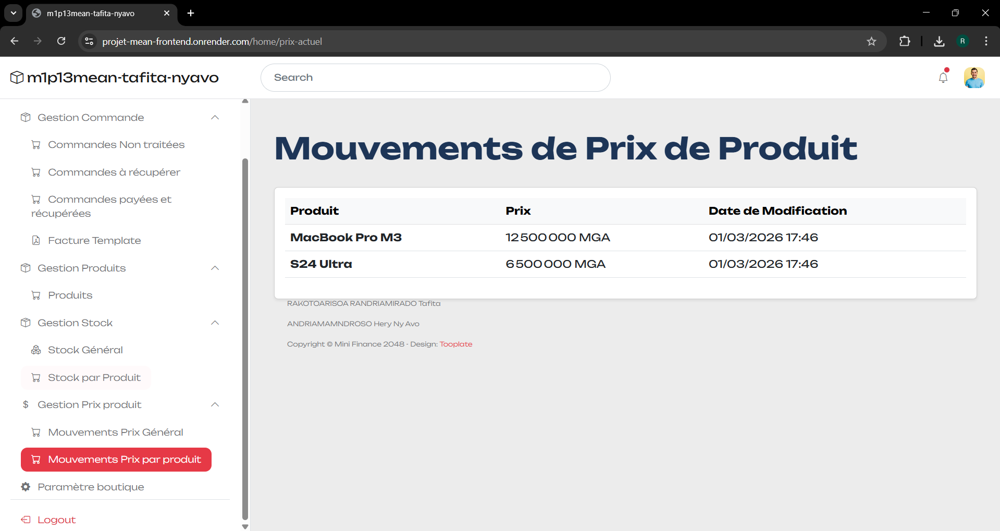 m1p13mean-tafita-nyavo
projet-mean-frontend.onrender.com/home/prix-actuel
R
m1p13mean-tafita-nyavo
Search
Gestion Commande
Commandes Non traitées
Commandes à récupérer
Commandes payées et
récupérées
Facture Template
Gestion Produits
Produits
Gestion Stock
Stock Général
Stock par Produit
$ Gestion Prix produit
Mouvements Prix Général
Mouvements Prix par produit
Paramètre boutique
Logout
Mouvements de Prix de Produit
Produit Prix Date de Modification
MacBook Pro M3 12 500 000 MGA 01/03/2026 17:46
S24 Ultra 6 500 000 MGA 01/03/2026 17:46
RAKOTOARISOA RANDRIAMIRADO Tafita
ANDRIAMAMNDROSO Hery Ny Avo
Copyright © Mini Finance 2048 - Design: Tooplate